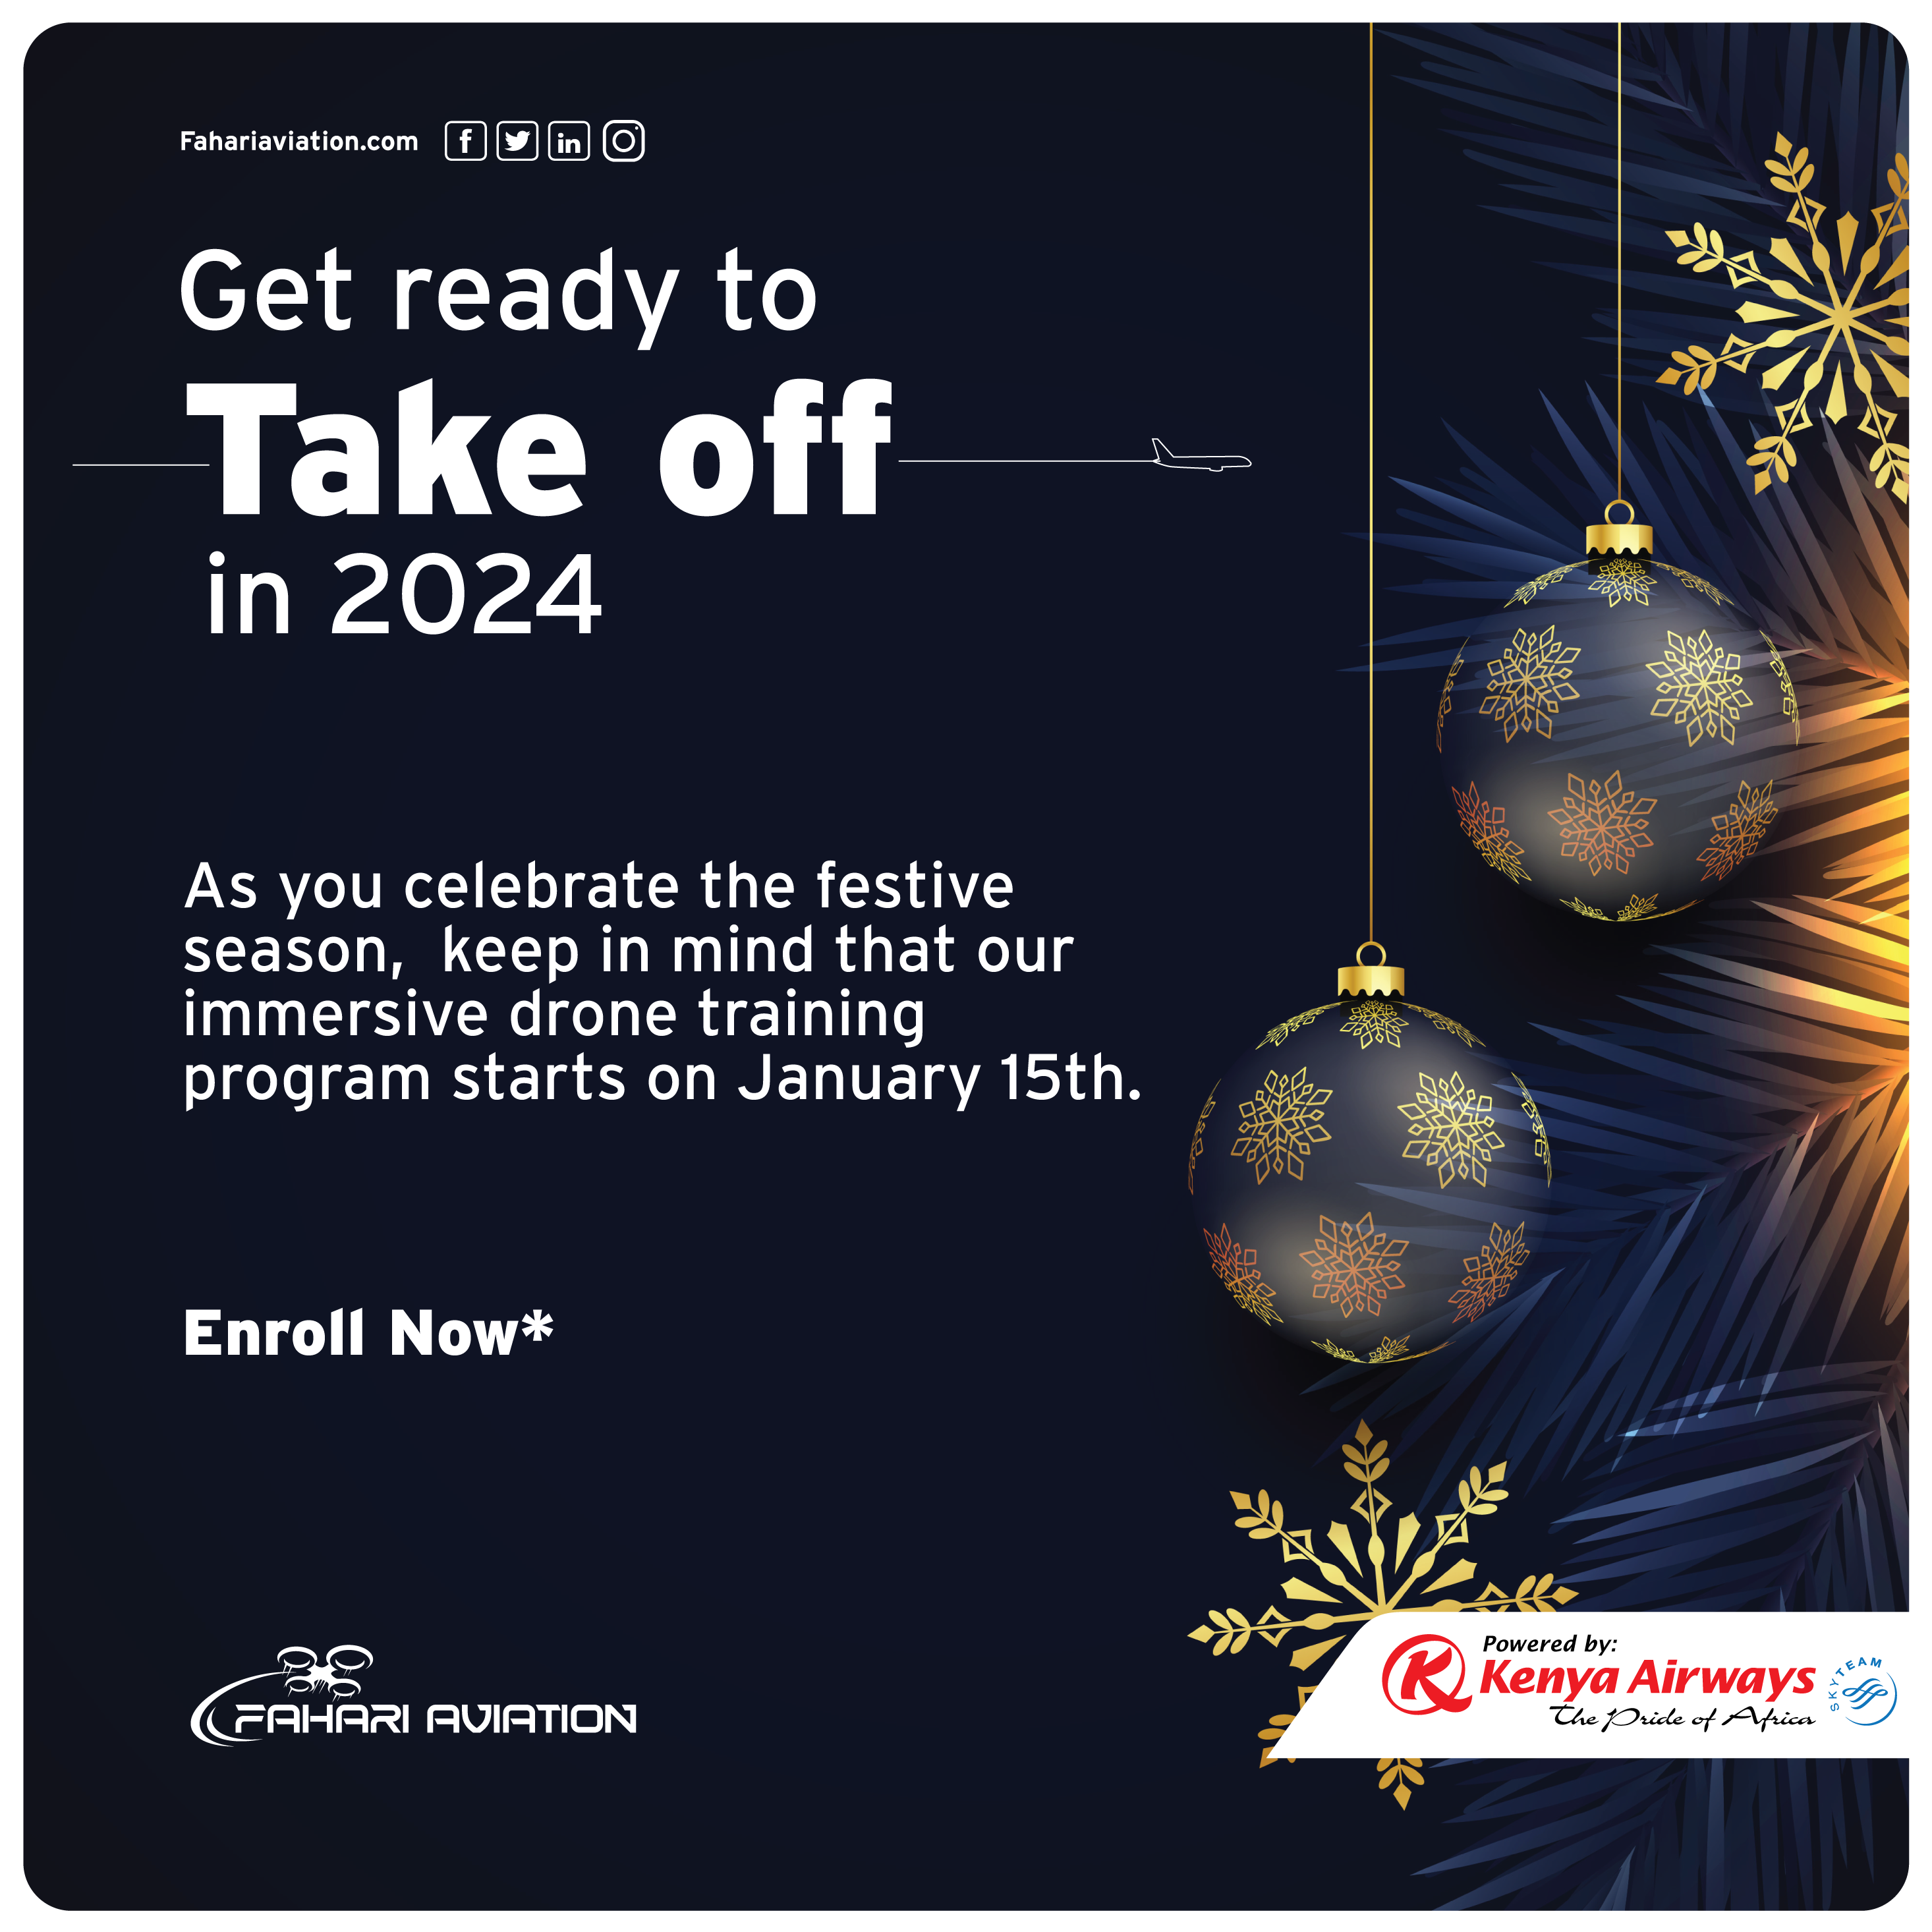 Fahariaviation.com
Get ready to
Take off
in 2024
As you celebrate the festive
season,  keep in mind that our
immersive drone training
program starts on January 15th.
Enroll Now*
FAHARI AVIATION
Powered by:
Kenya Airways
The Pride of Africa
SKYTEAM